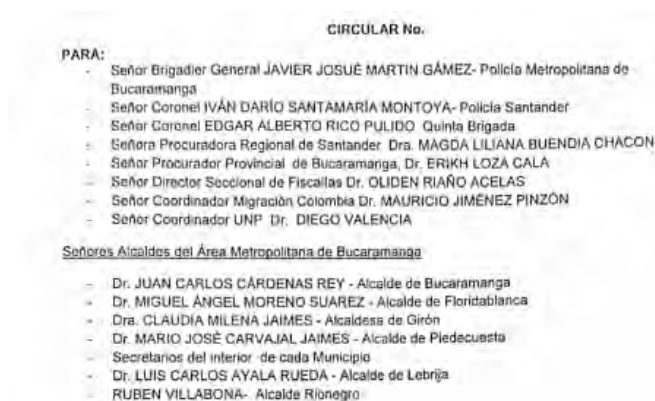 CIRCULAR No.
PARA:
- Señor Brigadier General JAVIER JOSUÉ MARTIN GÁMEZ- Policía Metropolitana de
Bucaramanga
- Señor Coronel IVÁN DARÍO SANTAMARÍA MONTOYA- Policía Santander
- Señor Coronel EDGAR ALBERTO RICO PULIDO Quinta Brigada
- Señora Procuradora Regional de Santander Dra. MAGDA LILIANA BUENDIA CHACON
- Señor Procurador Provincial de Bucaramanga, Dr. ERIKH LOZA CALA
- Señor Director Seccional de Fiscalías Dr. OLIDEN RIAÑO ACELAS
- Señor Coordinador Migración Colombia Dr. MAURICIO JIMÉNEZ PINZÓN
- Señor Coordinador UNP Dr. DIEGO VALENCIA
Señores Alcaldes del Área Metropolitana de Bucaramanga
- Dr. JUAN CARLOS CÁRDENAS REY - Alcalde de Bucaramanga
- Dr. MIGUEL ÁNGEL MORENO SUAREZ - Alcalde de Floridablanca
- Dra. CLAUDIA MILENA JAIMES - Alcaldesa de Girón
- Dr. MARIO JOSÉ CARVAJAL JAIMES - Alcalde de Piedecuesta
- Secretarios del interior de cada Municipio
- Dr. LUIS CARLOS AYALA RUEDA - Alcalde de Lebrija
- RUBEN VILLABONA- Alcalde Rionegro